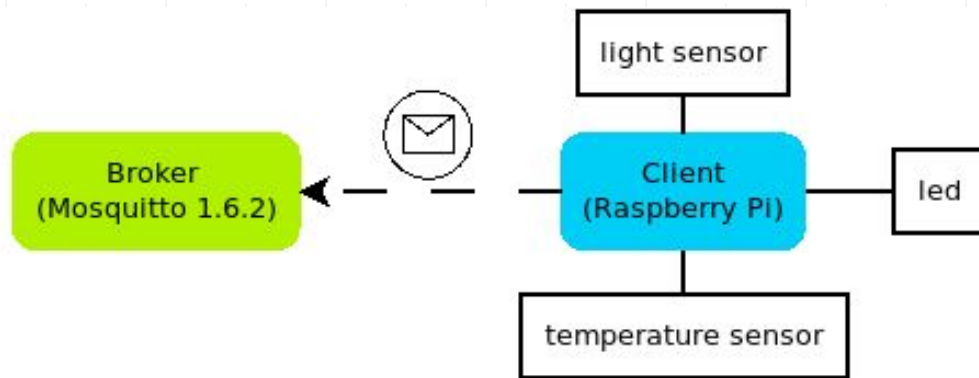 light sensor
Broker
(Mosquitto 1.6.2)
Client
(Raspberry Pi)
led
temperature sensor